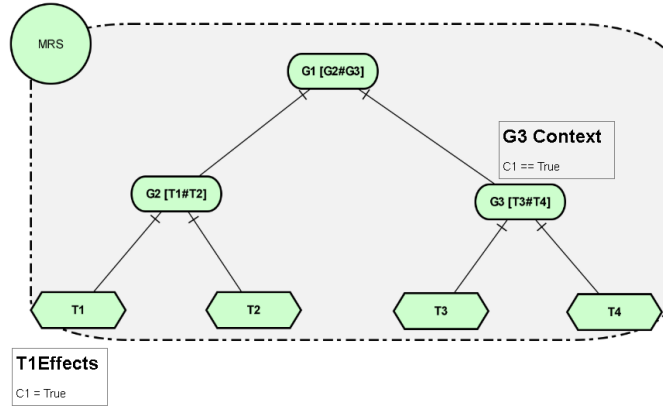 MRS
G1 [G2#G3]
G3 Context
C1 == True
G2 [T1#T2]
G3 [T3#T4]
T1
T2
T3
T4
T1Effects
C1 = True